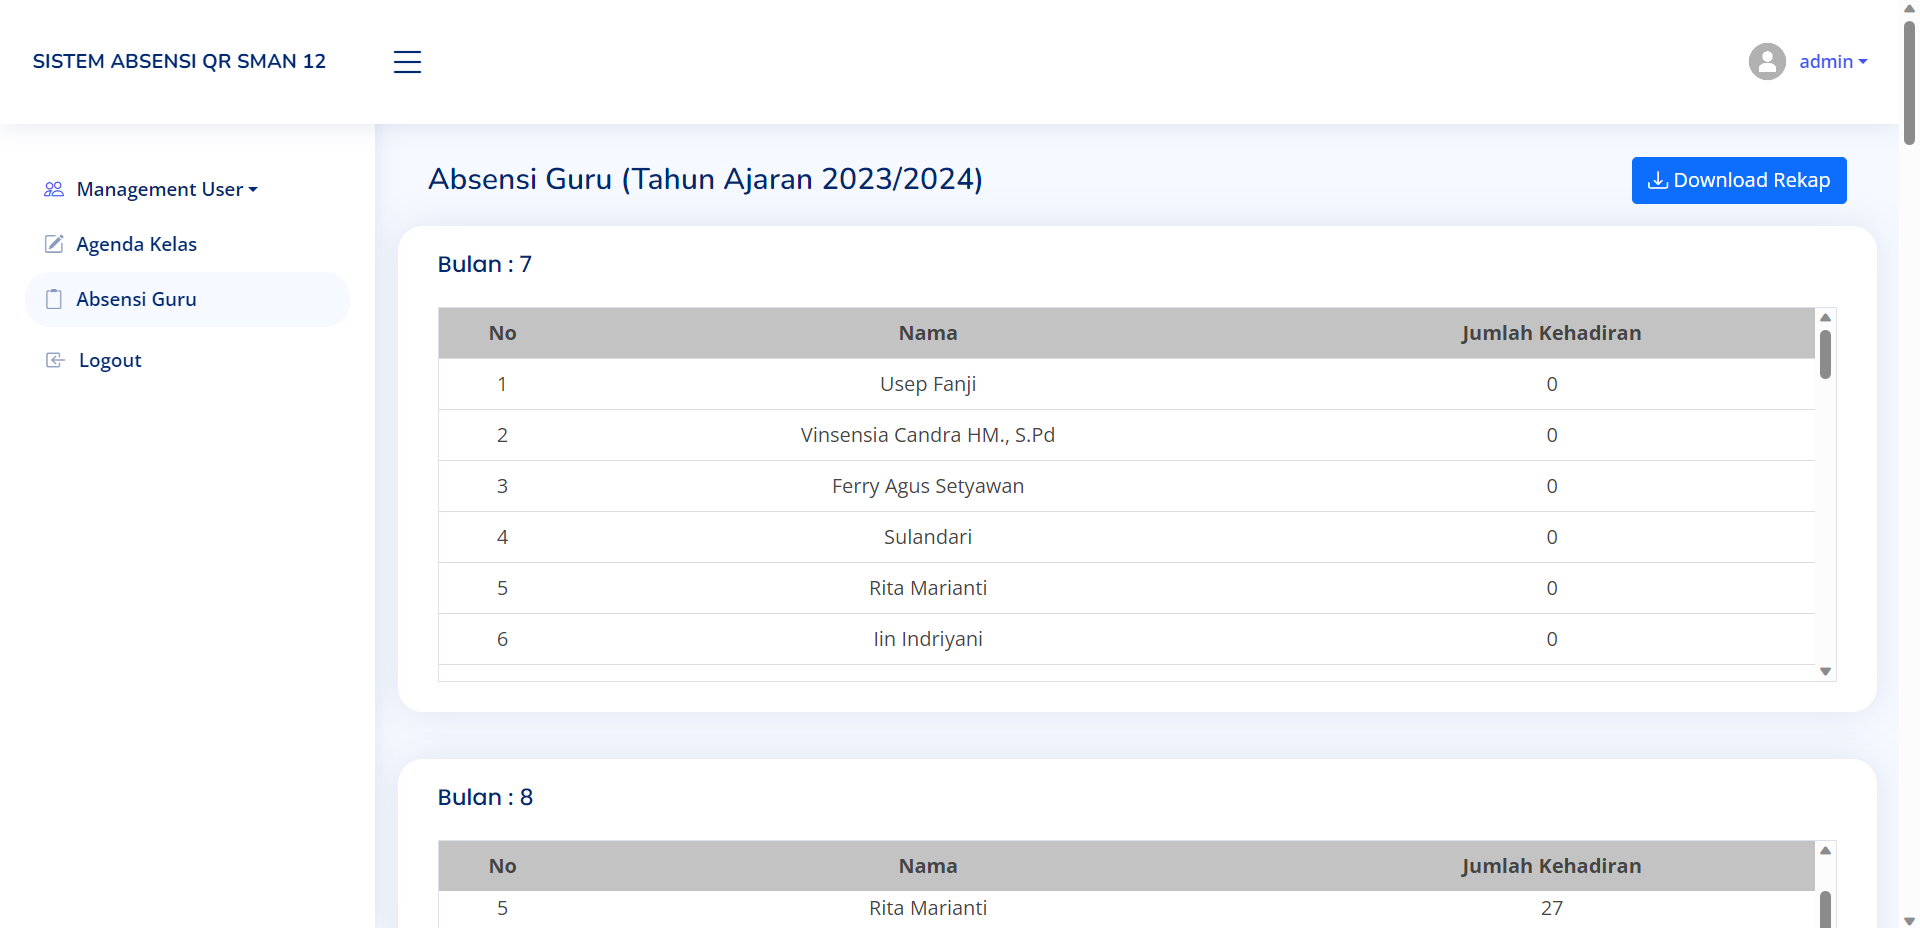 SISTEM ABSENSI QR SMAN 12
admin
Management User
Agenda Kelas
Absensi Guru
Logout
Absensi Guru (Tahun Ajaran 2023/2024)
Download Rekap
Bulan : 7
No Nama Jumlah Kehadiran
1 Usep Fanji 0
2 Vinsensia Candra HM., S.Pd 0
3 Ferry Agus Setyawan 0
4 Sulandari 0
5 Rita Marianti 0
6 Iin Indriyani 0
Bulan : 8
No Nama Jumlah Kehadiran
5 Rita Marianti 27